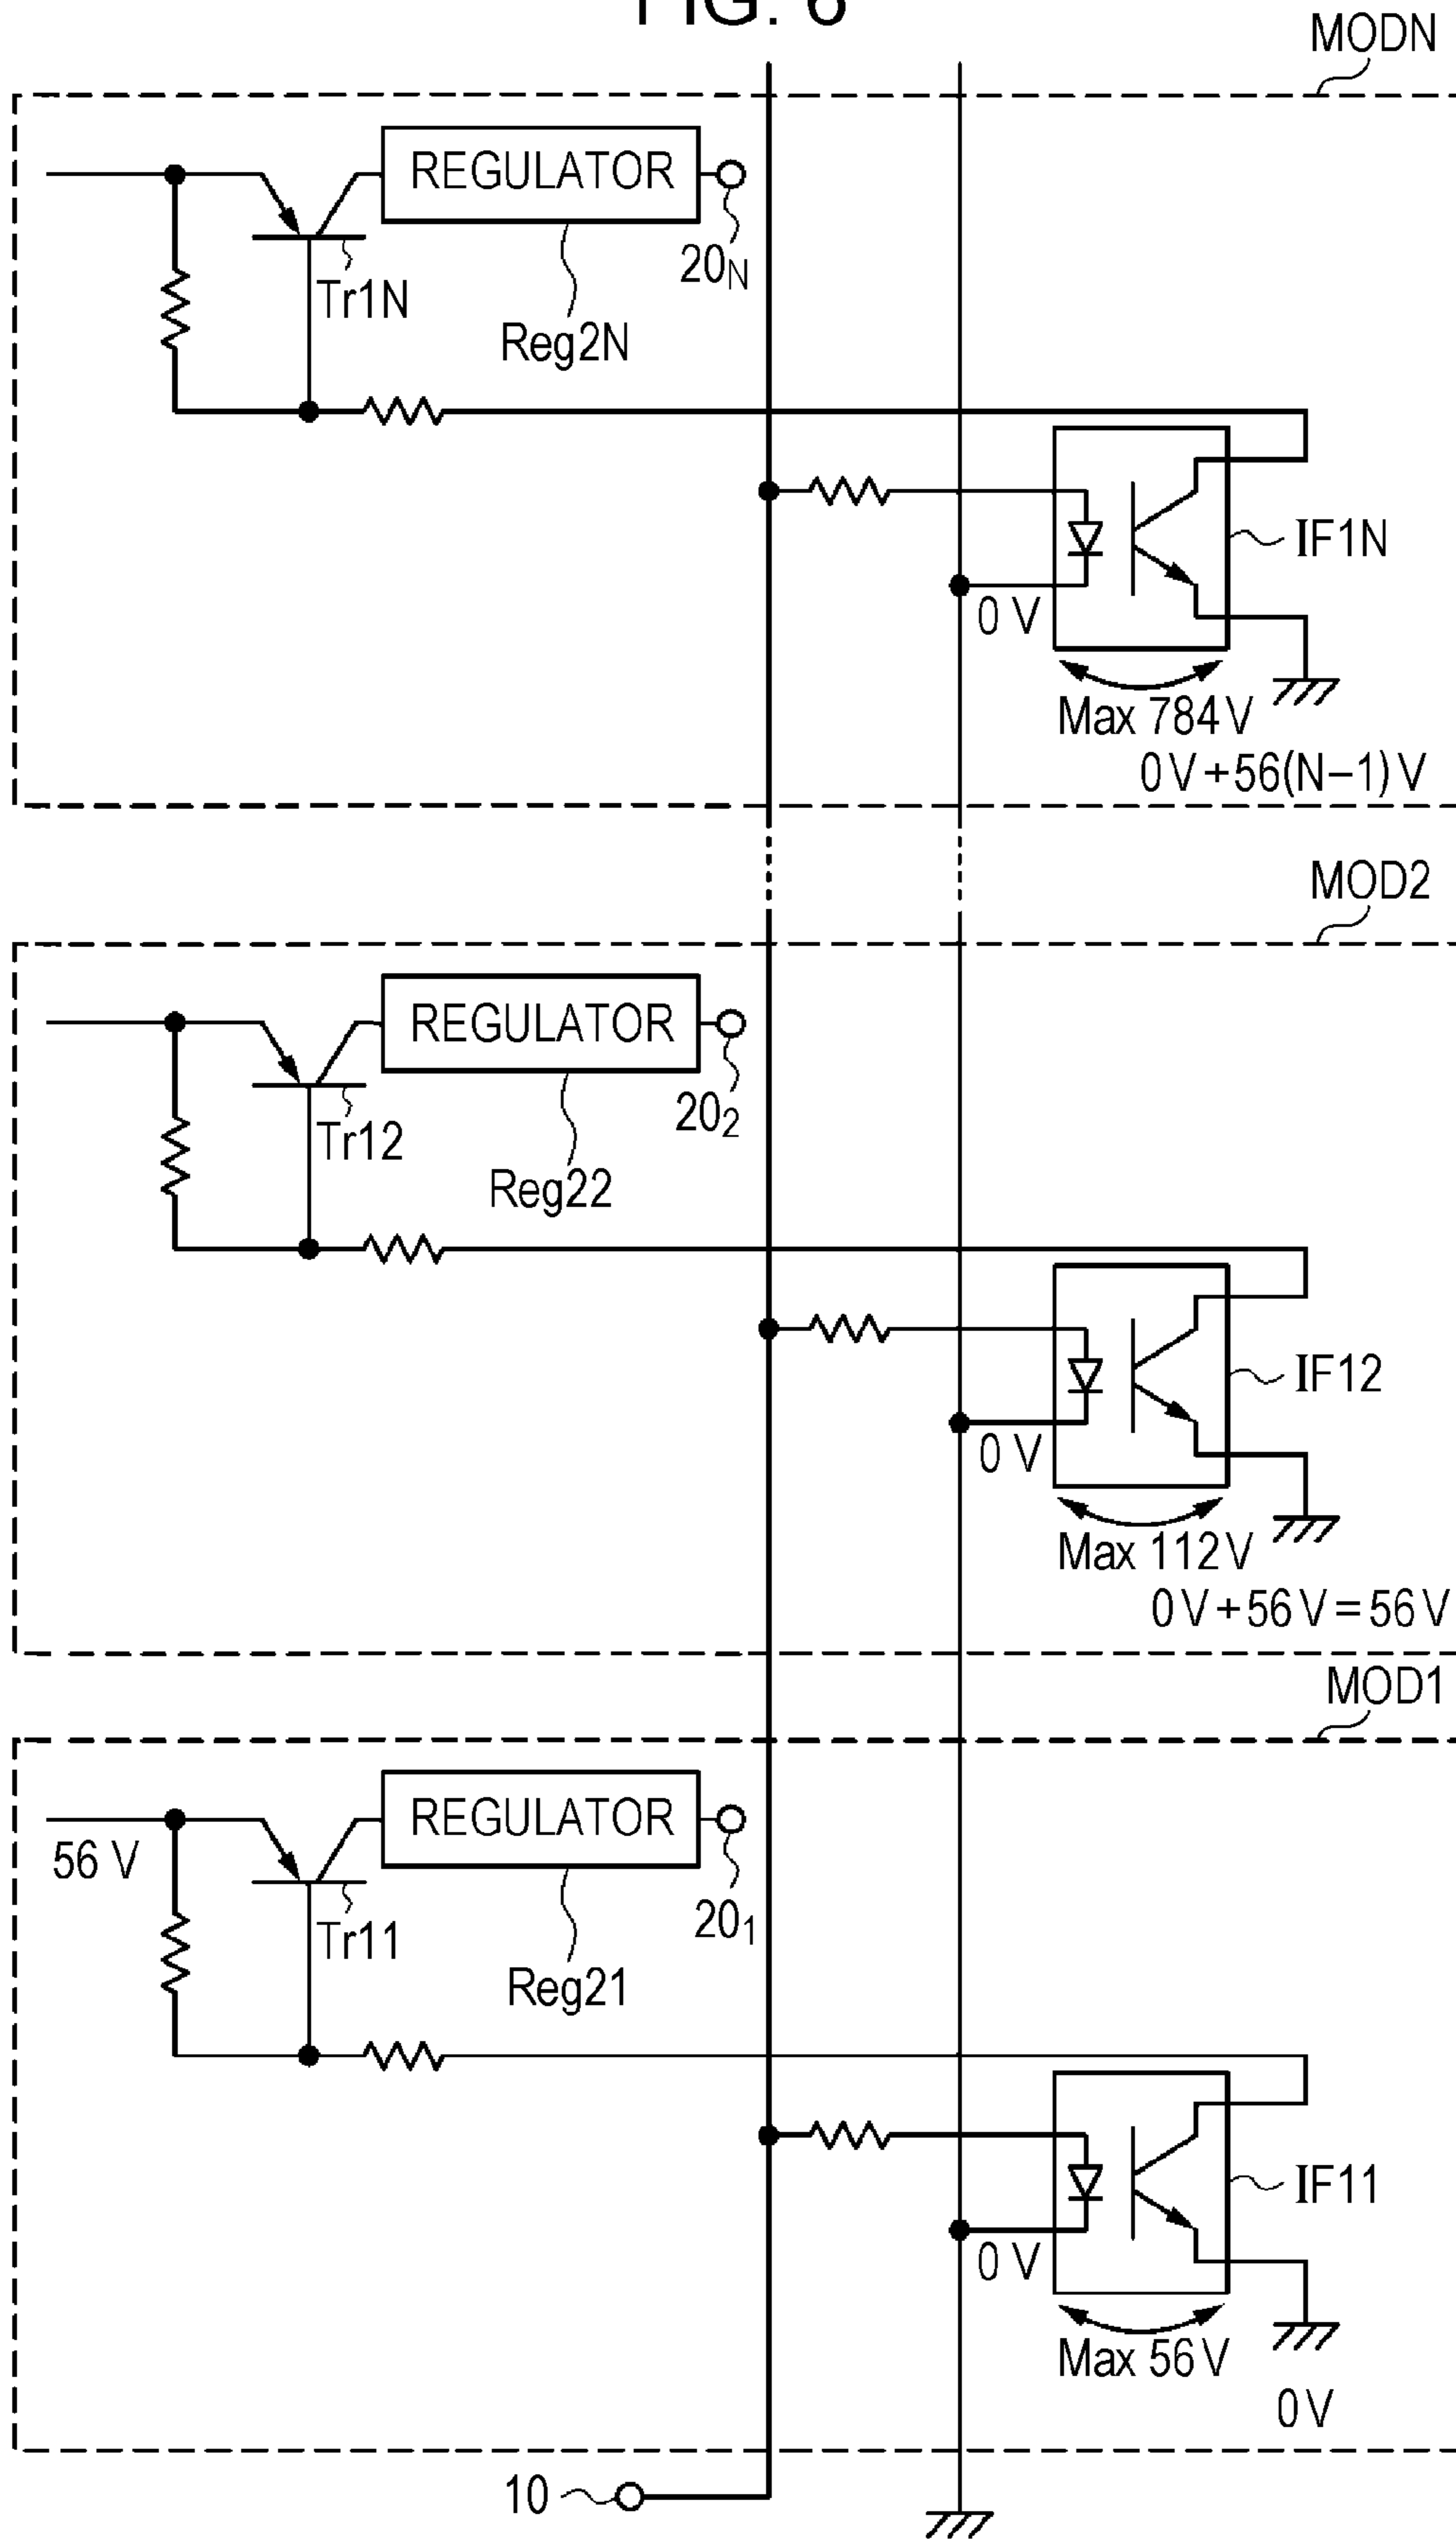 FIG. 6
MODN
REGULATOR
20N
Tr1N
Reg2N
IF1N
0 V
Max 784 V
0 V + 56(N–1) V
MOD2
REGULATOR
202
Tr12
Reg22
IF12
0 V
Max 112 V
0 V + 56 V = 56 V
MOD1
REGULATOR
56 V
201
Tr11
Reg21
IF11
0 V
Max 56 V
0 V
10